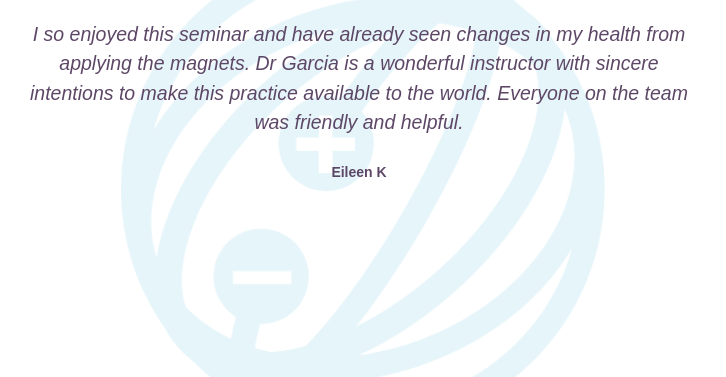 I so enjoyed this seminar and have already seen changes in my health from
applying the magnets. Dr Garcia is a wonderful instructor with sincere
intentions to make this practice available to the world. Everyone on the team
was friendly and helpful.
Eileen K